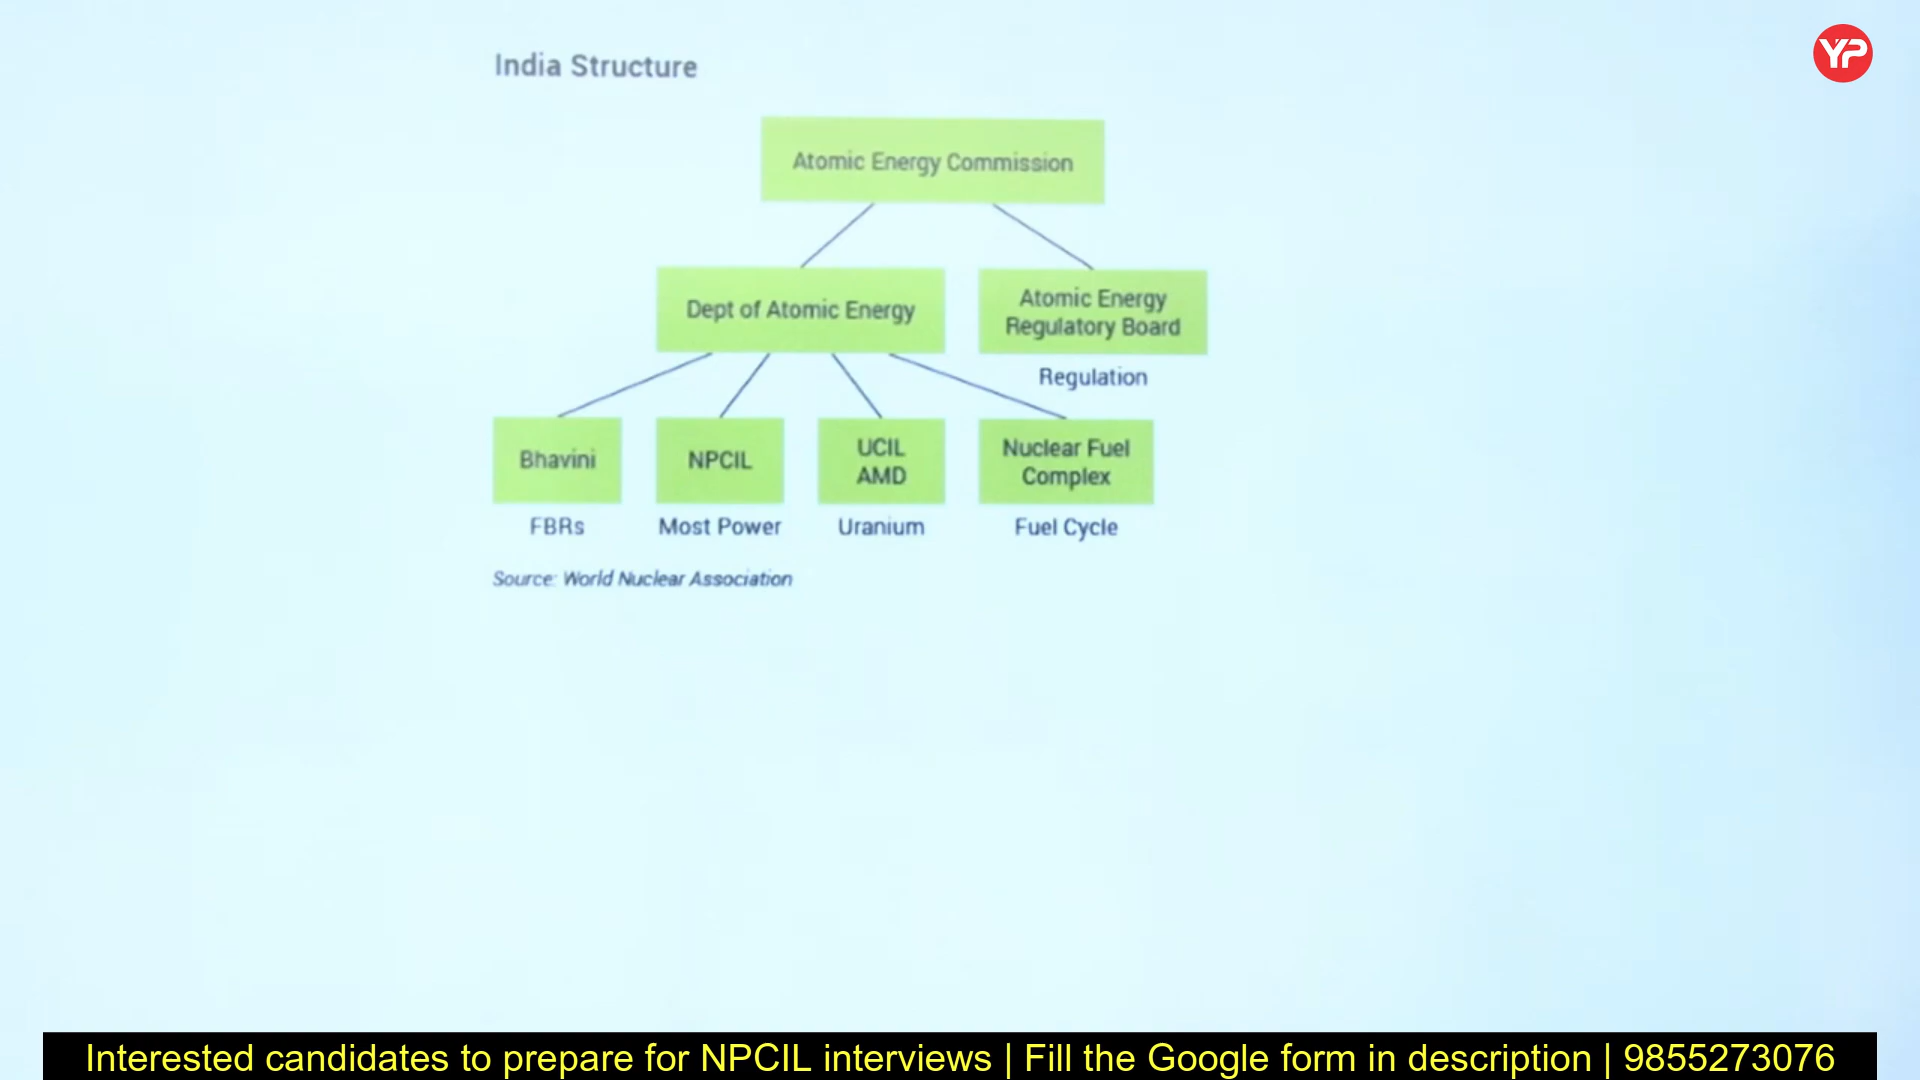 YP
India Structure
Atomic Energy Commission
Dept of Atomic Energy
Atomic Energy
Regulatory Board
Regulation
Bhavini
NPCIL
UCIL
AMD
Nuclear Fuel
Complex
FBRs
Most Power
Uranium
Fuel Cycle
Source: World Nuclear Association
Interested candidates to prepare for NPCIL interviews | Fill the Google form in description | 9855273076